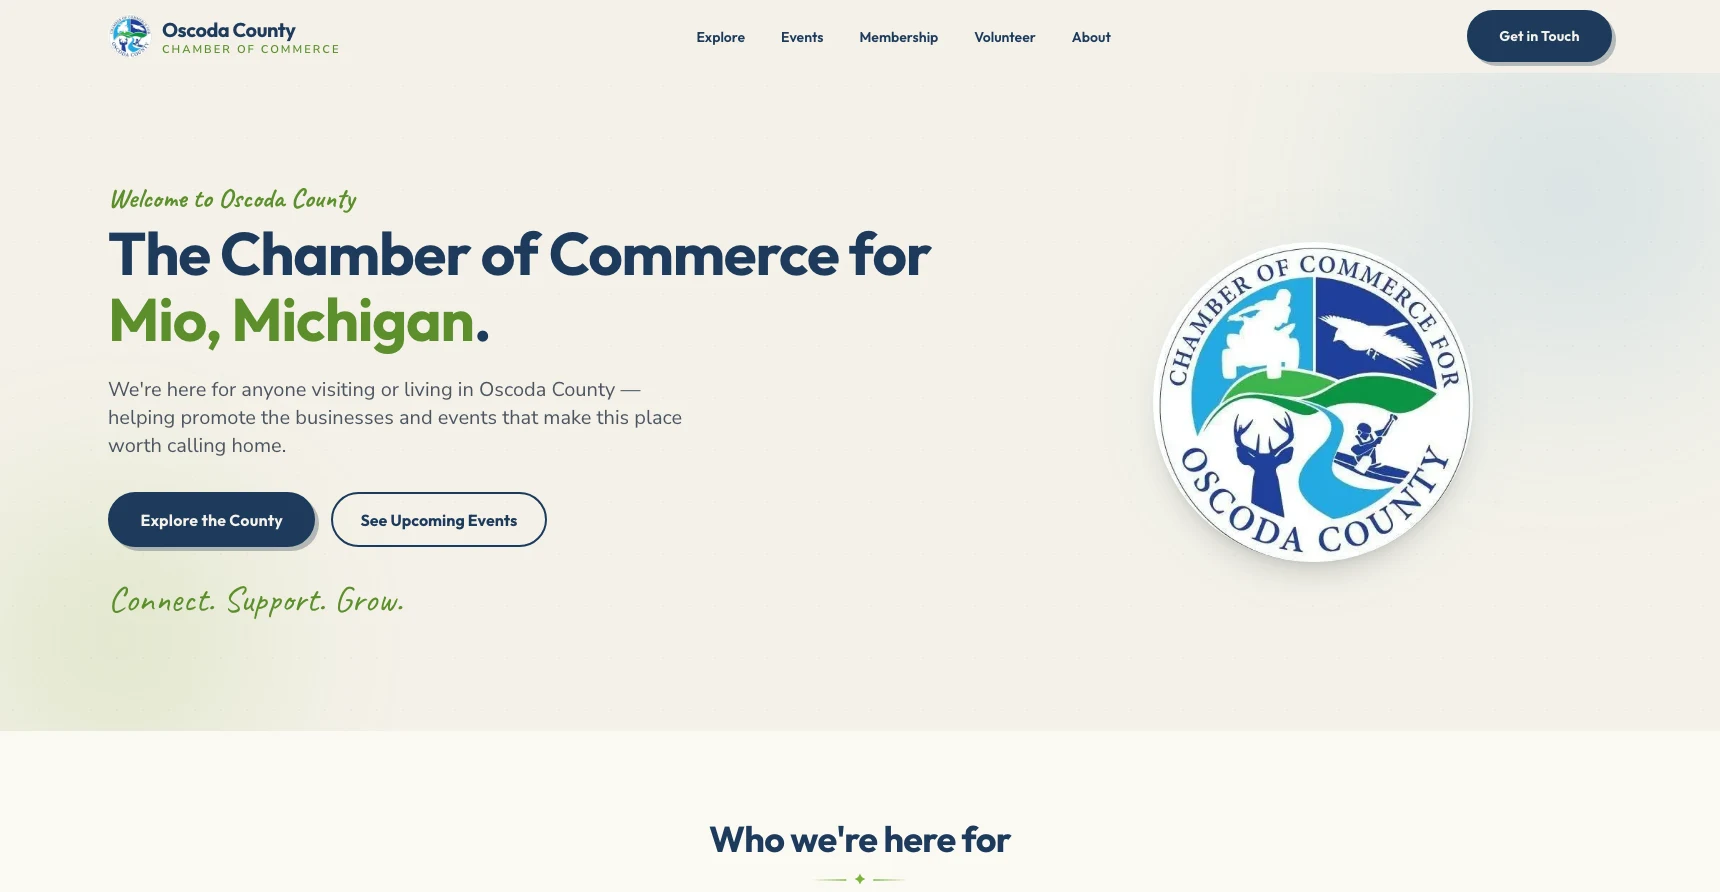 Oscoda County
CHAMBER OF COMMERCE
Explore
Events
Membership
Volunteer
About
Get in Touch
Welcome to Oscoda County
The Chamber of Commerce for
Mio, Michigan.
We're here for anyone visiting or living in Oscoda County —
helping promote the businesses and events that make this place
worth calling home.
Explore the County
See Upcoming Events
Connect. Support. Grow.
CHAMBER OF COMMERCE FOR
OSCODA COUNTY
Who we're here for